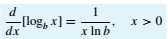 d/dx [log_b x] = 1/(x ln b), x > 0